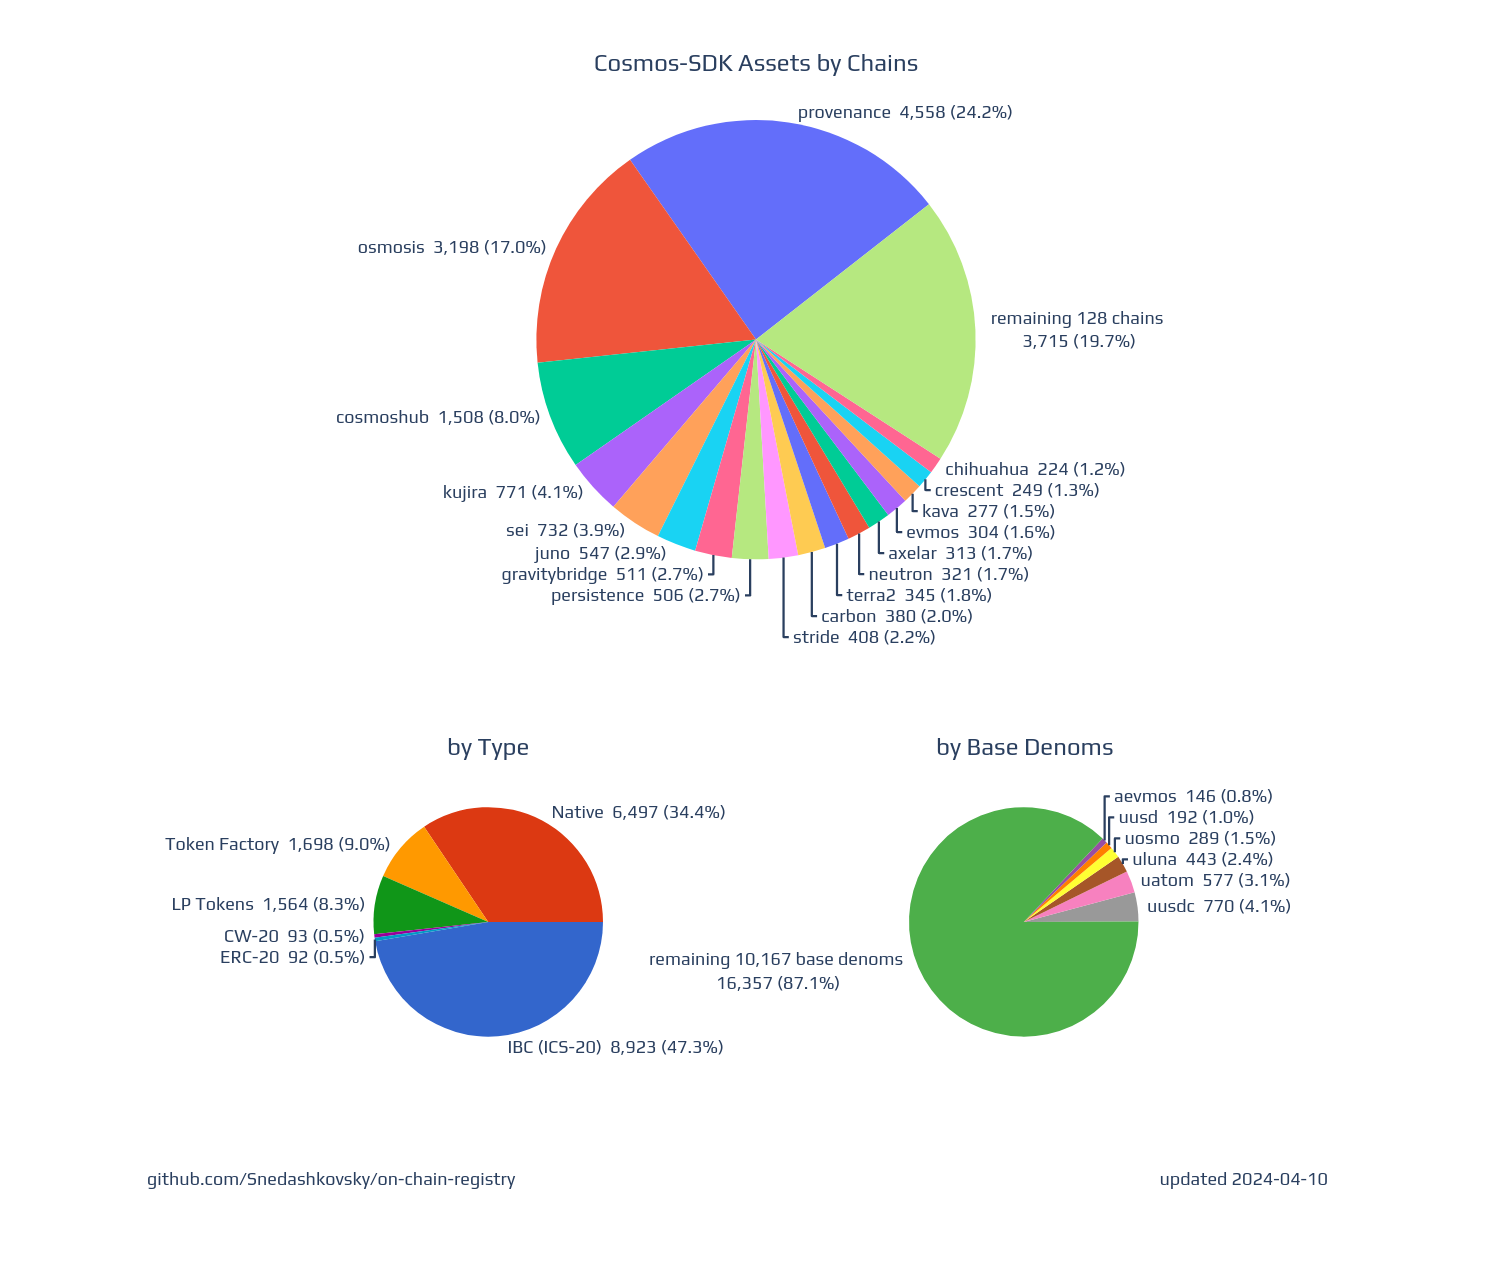 Cosmos-SDK Assets by Chains
provenance 4,558 (24.2%)
osmosis 3,198 (17.0%)
remaining 128 chains
3,715 (19.7%)
cosmoshub 1,508 (8.0%)
chihuahua 224 (1.2%)
kujira 771 (4.1%)
crescent 249 (1.3%)
kava 277 (1.5%)
sei 732 (3.9%)
evmos 304 (1.6%)
juno 547 (2.9%)
axelar 313 (1.7%)
gravitybridge 511 (2.7%)
neutron 321 (1.7%)
persistence 506 (2.7%)
terra2 345 (1.8%)
carbon 380 (2.0%)
stride 408 (2.2%)
by Type
Native 6,497 (34.4%)
Token Factory 1,698 (9.0%)
LP Tokens 1,564 (8.3%)
CW-20 93 (0.5%)
ERC-20 92 (0.5%)
IBC (ICS-20) 8,923 (47.3%)
by Base Denoms
aevmos 146 (0.8%)
uusd 192 (1.0%)
uosmo 289 (1.5%)
uluna 443 (2.4%)
uatom 577 (3.1%)
uusdc 770 (4.1%)
remaining 10,167 base denoms
16,357 (87.1%)
github.com/Snedashkovsky/on-chain-registry
updated 2024-04-10